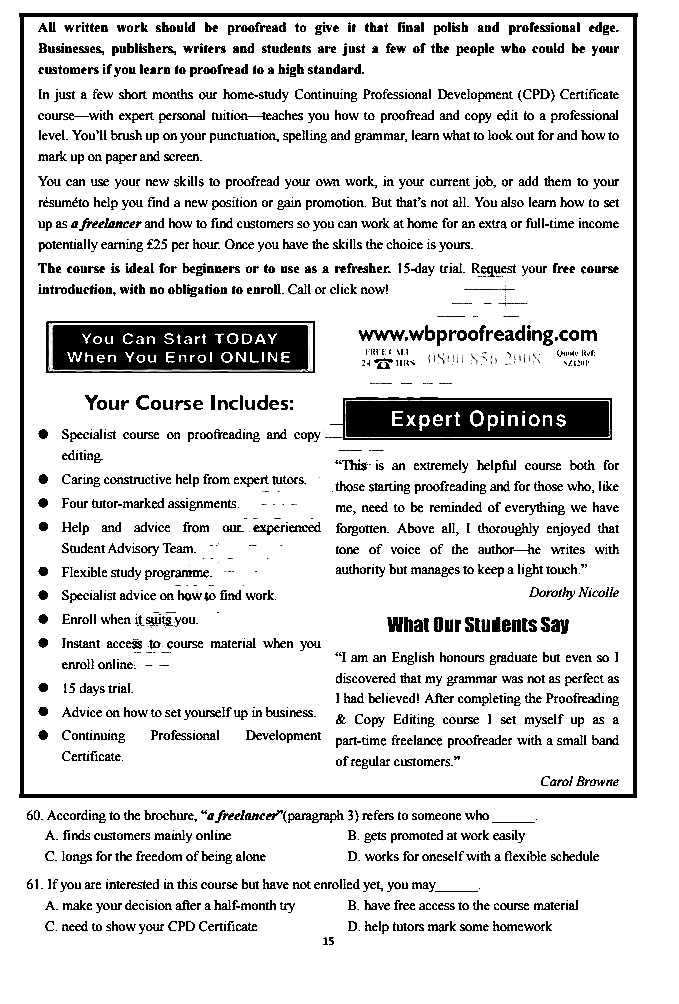 All written work should be proofread to give it that final polish and professional edge.
Businesses, publishers, writers and students are just a few of the people who could be your
customers if you learn to proofread to a high standard.
In just a few short months our home-study Continuing Professional Development (CPD) Certificate
course—with expert personal tuition—teaches you how to proofread and copy edit to a professional
level. You'll brush up on your punctuation, spelling and grammar, learn what to look out for and how to
mark up on paper and screen.
You can use your new skills to proofread your own work, in your current job, or add them to your
résuméto help you find a new position or gain promotion. But that's not all. You also learn how to set
up as a freelancer and how to find customers so you can work at home for an extra or full-time income
potentially earning £25 per hour. Once you have the skills the choice is yours.
The course is ideal for beginners or to use as a refresher. 15-day trial. Request your free course
introduction, with no obligation to enroll. Call or click now!
You Can Start TODAY
When You Enrol ONLINE
www.wbproofreading.com
FREE CALL
24 HRS
0800 856 2008
Quote Ref:
SZ120P
Your Course Includes:
● Specialist course on proofreading and copy
editing.
● Caring constructive help from expert tutors.
● Four tutor-marked assignments.
● Help and advice from our experienced
Student Advisory Team.
● Flexible study programme.
● Specialist advice on how to find work.
● Enroll when it suits you.
● Instant access to course material when you
enroll online.
● 15 days trial.
● Advice on how to set yourself up in business.
● Continuing Professional Development
Certificate.
Expert Opinions
“This is an extremely helpful course both for
those starting proofreading and for those who, like
me, need to be reminded of everything we have
forgotten. Above all, I thoroughly enjoyed that
tone of voice of the author—he writes with
authority but manages to keep a light touch.”
Dorothy Nicolle
What Our Students Say
“I am an English honours graduate but even so I
discovered that my grammar was not as perfect as
I had believed! After completing the Proofreading
& Copy Editing course I set myself up as a
part-time freelance proofreader with a small band
of regular customers.”
Carol Browne
60. According to the brochure, “a freelancer”(paragraph 3) refers to someone who ______.
A. finds customers mainly online B. gets promoted at work easily
C. longs for the freedom of being alone D. works for oneself with a flexible schedule
61. If you are interested in this course but have not enrolled yet, you may______.
A. make your decision after a half-month try B. have free access to the course material
C. need to show your CPD Certificate D. help tutors mark some homework
15